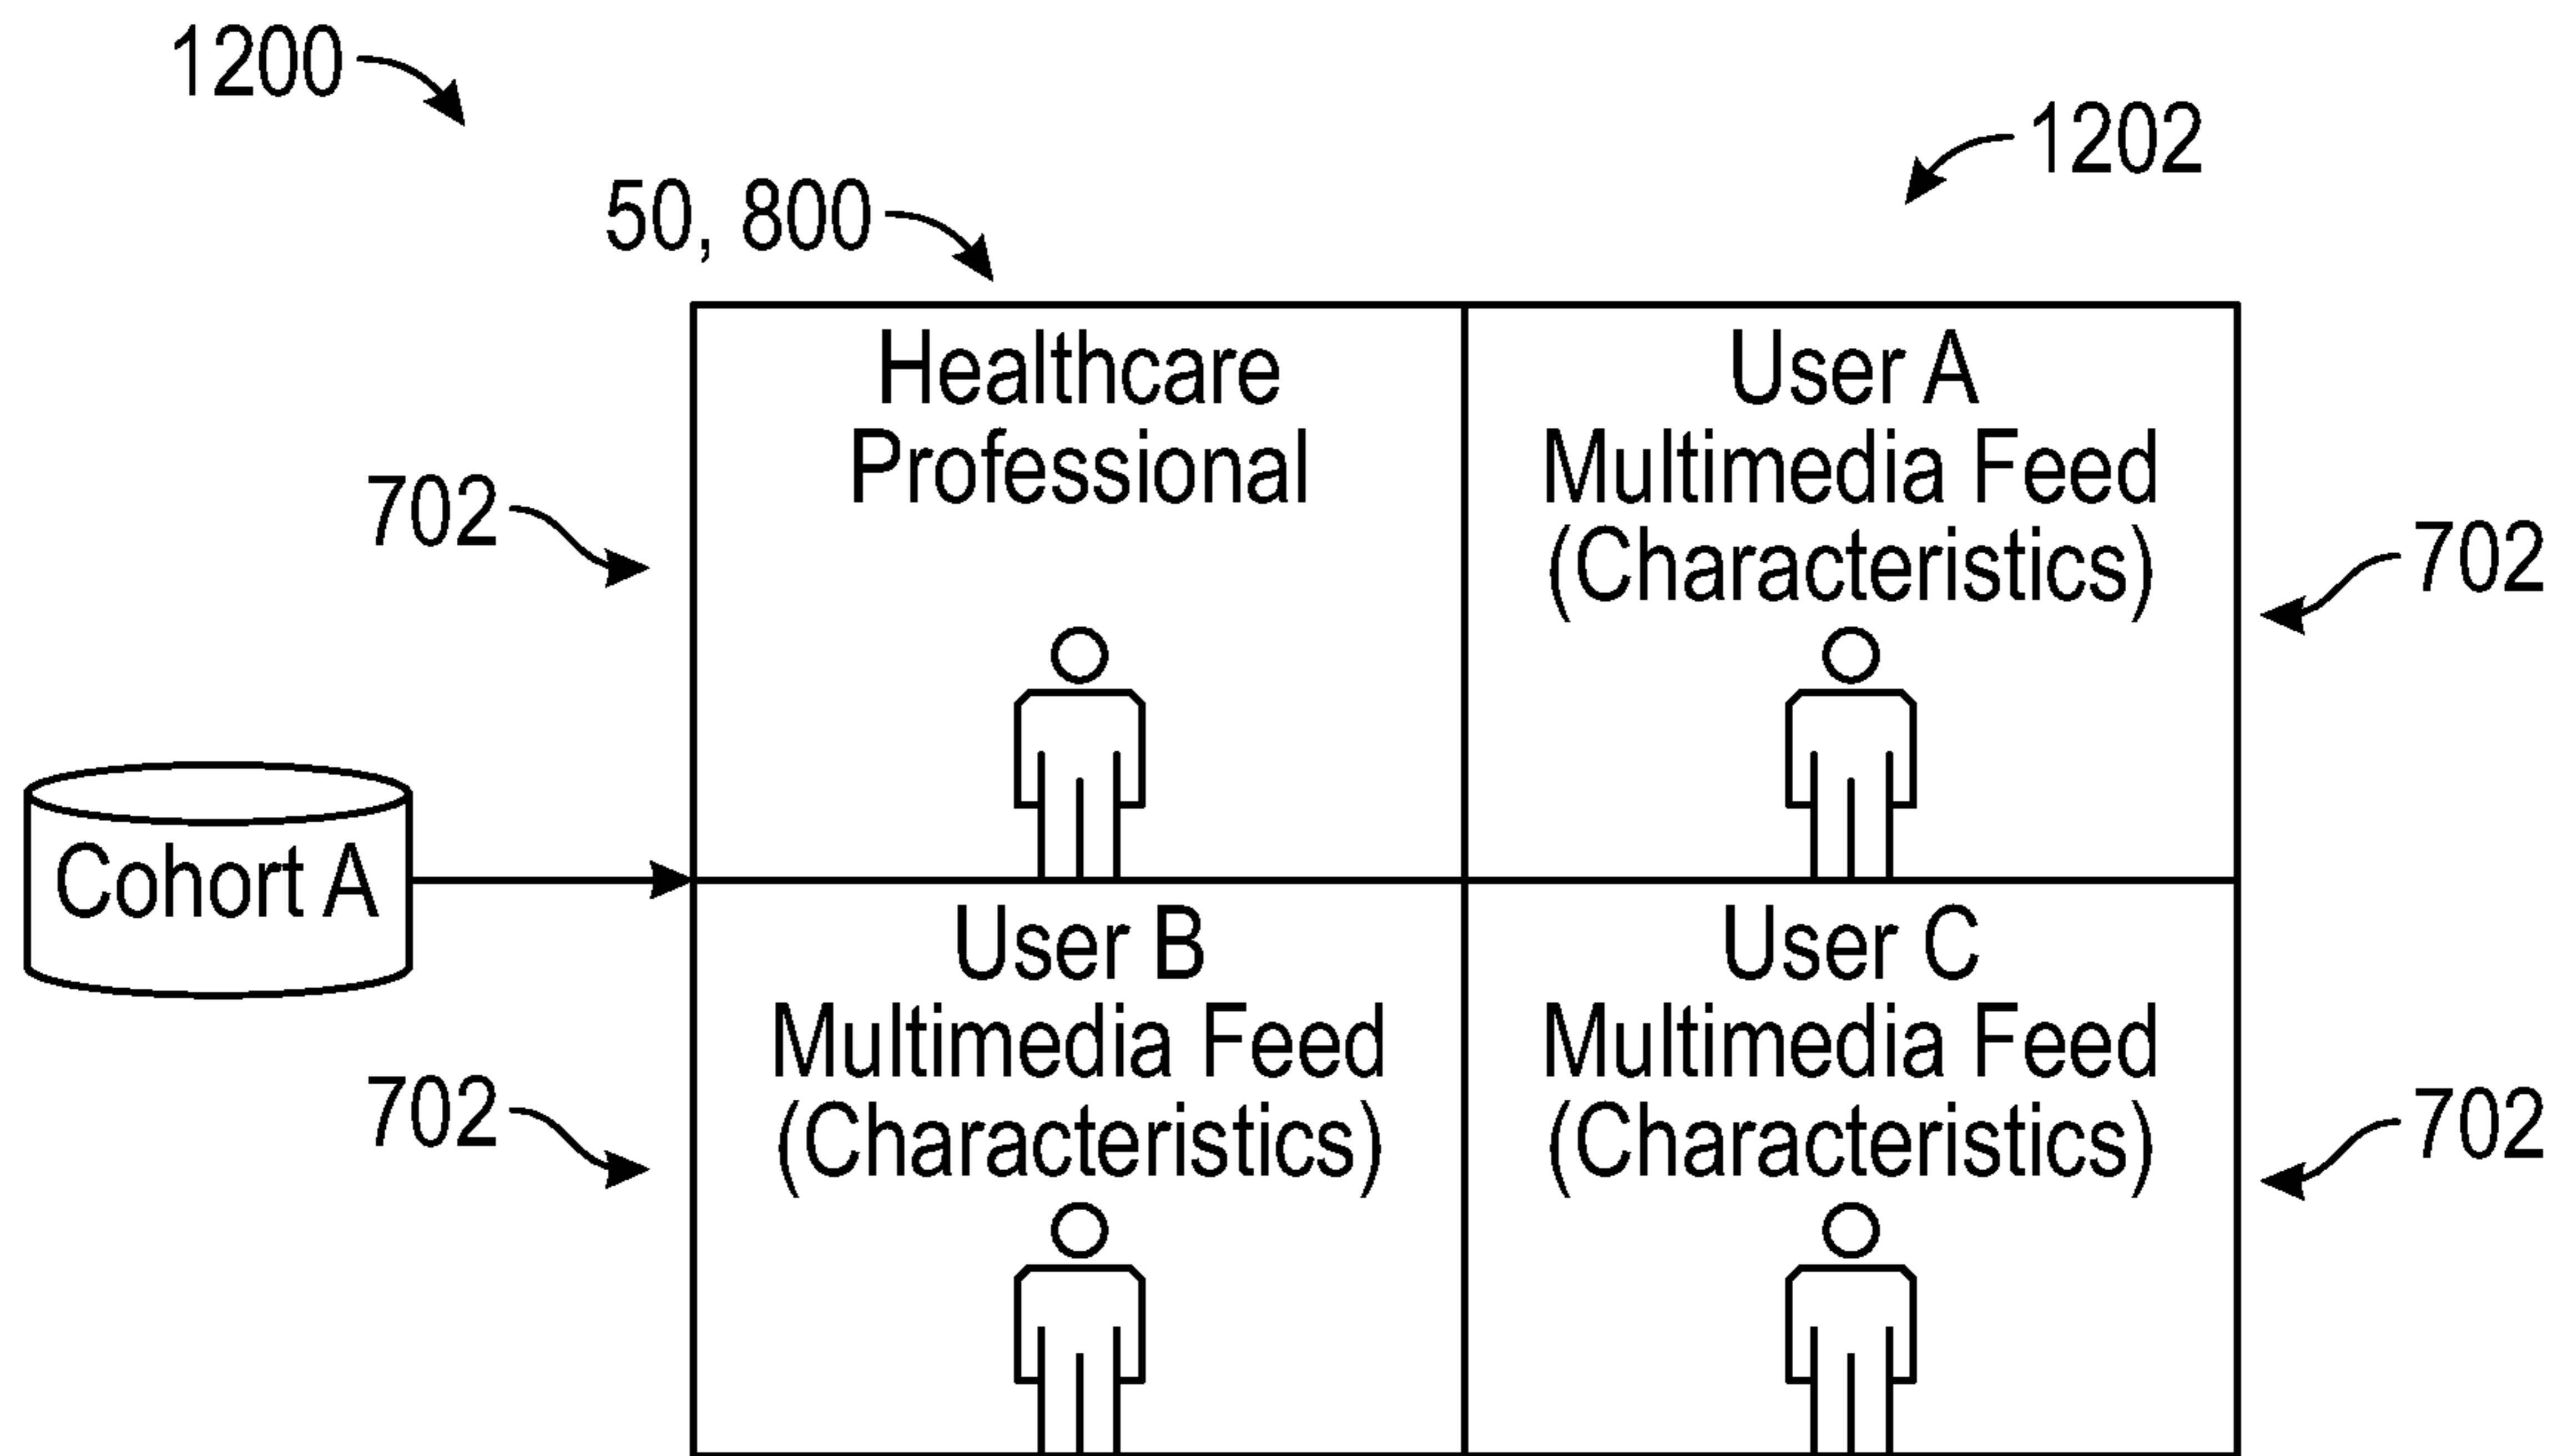 1200
1202
50, 800
Healthcare
Professional
User A
Multimedia Feed
(Characteristics)
702
702
Cohort A
User B
Multimedia Feed
(Characteristics)
User C
Multimedia Feed
(Characteristics)
702
702